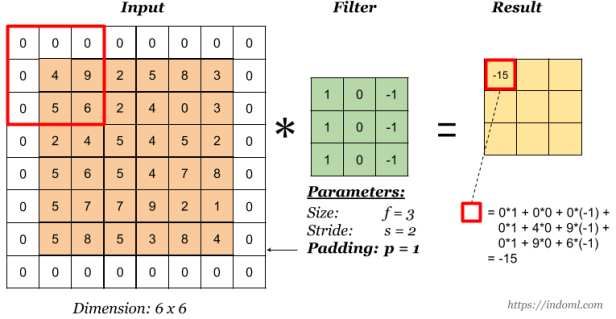 Input Filter Result
0 0 0 0 0 0 0 0
0 4 9 2 5 8 3 0
0 5 6 2 4 0 3 0
0 2 4 5 4 5 2 0
0 5 6 5 4 7 8 0
0 5 7 7 9 2 1 0
0 5 8 5 3 8 4 0
0 0 0 0 0 0 0 0
Dimension: 6 x 6
*
1 0 -1
1 0 -1
1 0 -1
Parameters:
Size: f = 3
Stride: s = 2
Padding: p = 1
=
-15
= 0*1 + 0*0 + 0*(-1) +
0*1 + 4*0 + 9*(-1) +
0*1 + 9*0 + 6*(-1)
= -15
https://indoml.com